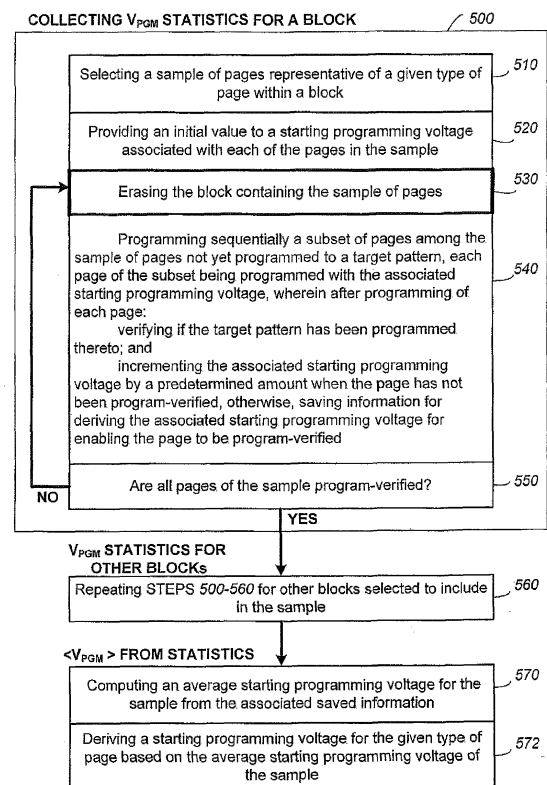 COLLECTING VPGM STATISTICS FOR A BLOCK
500
Selecting a sample of pages representative of a given type of
page within a block
510
Providing an initial value to a starting programming voltage
associated with each of the pages in the sample
520
Erasing the block containing the sample of pages
530
Programming sequentially a subset of pages among the
sample of pages not yet programmed to a target pattern, each
page of the subset being programmed with the associated
starting programming voltage, wherein after programming of
each page:
verifying if the target pattern has been programmed
thereto; and
incrementing the associated starting programming
voltage by a predetermined amount when the page has not
been program-verified, otherwise, saving information for
deriving the associated starting programming voltage for
enabling the page to be program-verified
540
Are all pages of the sample program-verified?
550
NO
YES
VPGM STATISTICS FOR
OTHER BLOCKs
Repeating STEPS 500-560 for other blocks selected to include
in the sample
560
<VPGM > FROM STATISTICS
Computing an average starting programming voltage for the
sample from the associated saved information
570
Deriving a starting programming voltage for the given type of
page based on the average starting programming voltage of
the sample
572